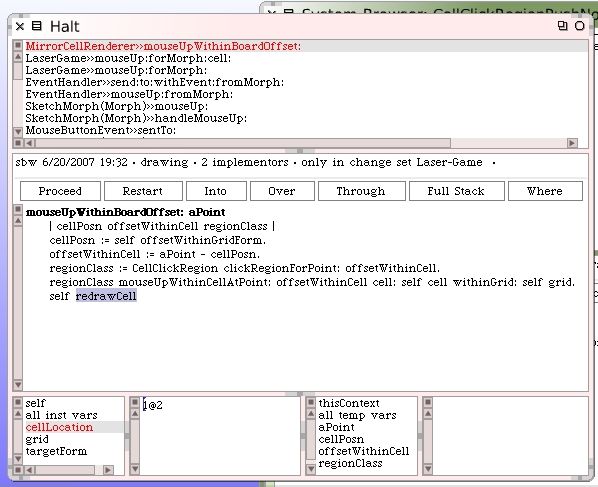 System Browser: CellClickRegionPushNo
Halt
MirrorCellRenderer>>mouseUpWithinBoardOffset:
LaserGame>>mouseUp:forMorph:cell:
LaserGame>>mouseUp:forMorph:
EventHandler>>send:to:withEvent:fromMorph:
EventHandler>>mouseUp:fromMorph:
SketchMorph(Morph)>>mouseUp:
SketchMorph(Morph)>>handleMouseUp:
MouseButtonEvent>>sentTo:
sbw 6/20/2007 19:32 · drawing · 2 implementors · only in change set Laser-Game ·
Proceed Restart Into Over Through Full Stack Where
mouseUpWithinBoardOffset: aPoint
| cellPosn offsetWithinCell regionClass |
cellPosn := self offsetWithinGridForm.
offsetWithinCell := aPoint - cellPosn.
regionClass := CellClickRegion clickRegionForPoint: offsetWithinCell.
regionClass mouseUpWithinCellAtPoint: offsetWithinCell cell: self cell withinGrid: self grid.
self redrawCell
self
all inst vars
cellLocation
grid
targetForm
1@2
thisContext
all temp vars
aPoint
cellPosn
offsetWithinCell
regionClass